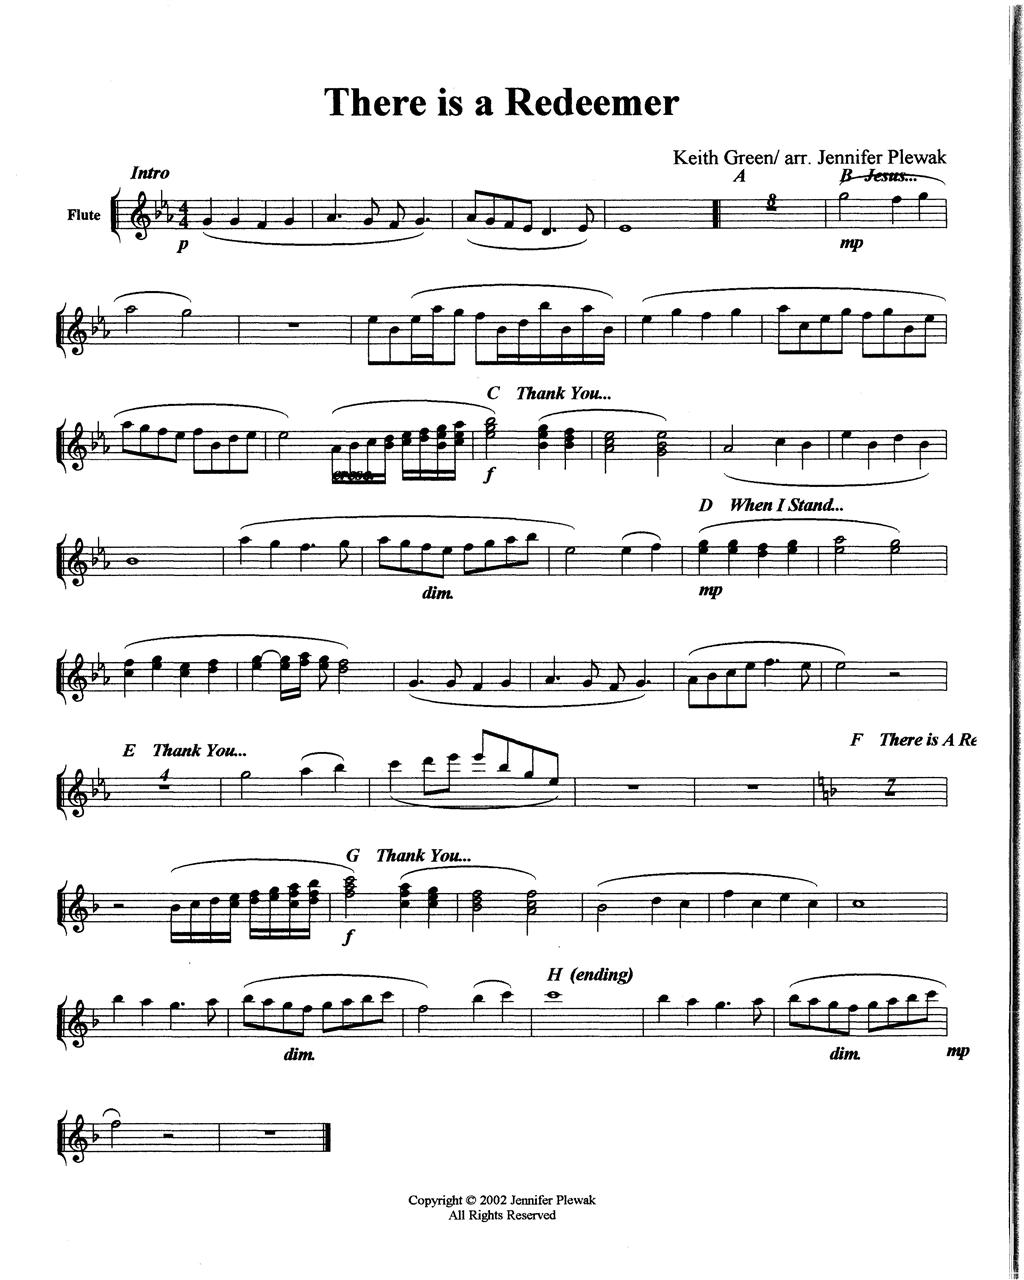 There is a Redeemer
Keith Green/ arr. Jennifer Plewak
Intro
A
B Jesus...
Flute
8
p
mp
C Thank You...
cresc.
f
D When I Stand...
dim.
mp
E Thank You...
F There is A Re
4
7
G Thank You...
f
H (ending)
dim.
dim.
mp
Copyright © 2002 Jennifer Plewak
All Rights Reserved